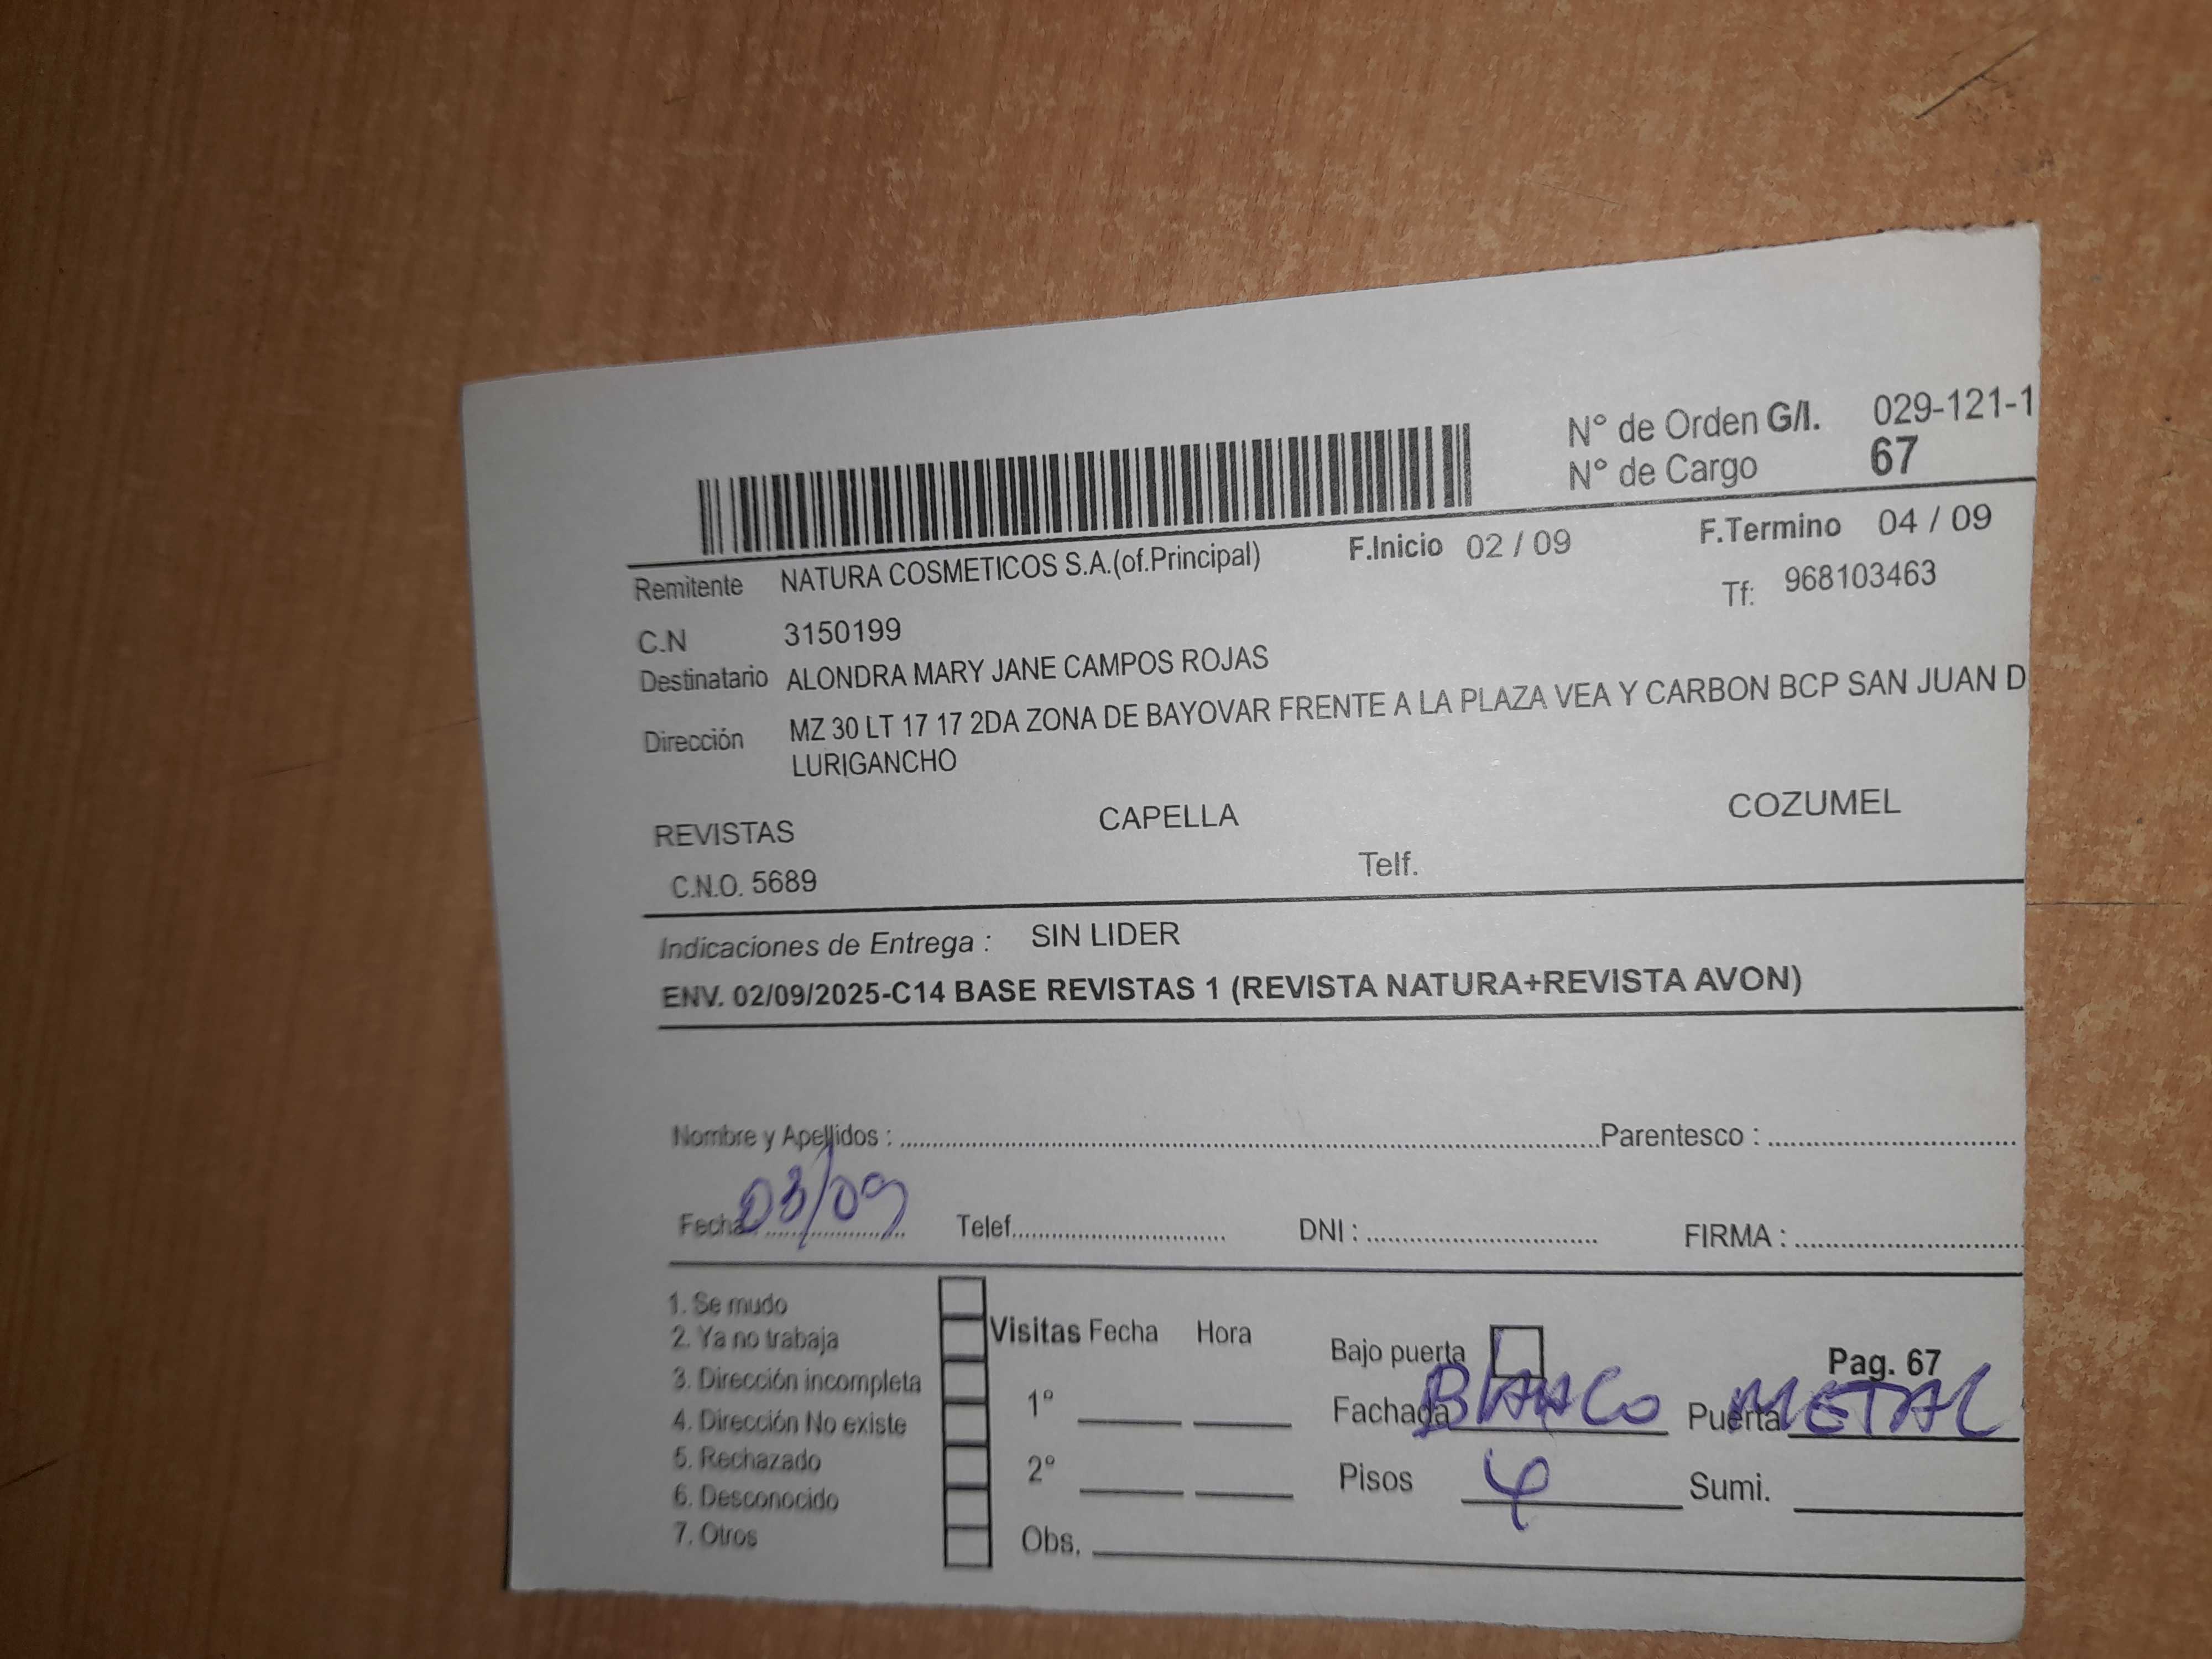 N° de Orden G/I. 029-121-1
N° de Cargo 67
F.Inicio 02 / 09 F.Termino 04 / 09
Remitente NATURA COSMETICOS S.A.(of.Principal)
Tf: 968103463
C.N 3150199
Destinatario ALONDRA MARY JANE CAMPOS ROJAS
Dirección MZ 30 LT 17 17 2DA ZONA DE BAYOVAR FRENTE A LA PLAZA VEA Y CARBON BCP SAN JUAN D
LURIGANCHO
REVISTAS CAPELLA COZUMEL
C.N.O. 5689 Telf.
Indicaciones de Entrega : SIN LIDER
ENV. 02/09/2025-C14 BASE REVISTAS 1 (REVISTA NATURA+REVISTA AVON)
Nombre y Apellidos : Parentesco :
Fecha 03/09 Telef. DNI : FIRMA :
1. Se mudo
2. Ya no trabaja
3. Dirección incompleta
4. Dirección No existe
5. Rechazado
6. Desconocido
7. Otros
Visitas Fecha Hora
1°
2°
Obs.
Bajo puerta Pag. 67
Fachada BLANCO Puerta METAL
Pisos 4 Sumi.